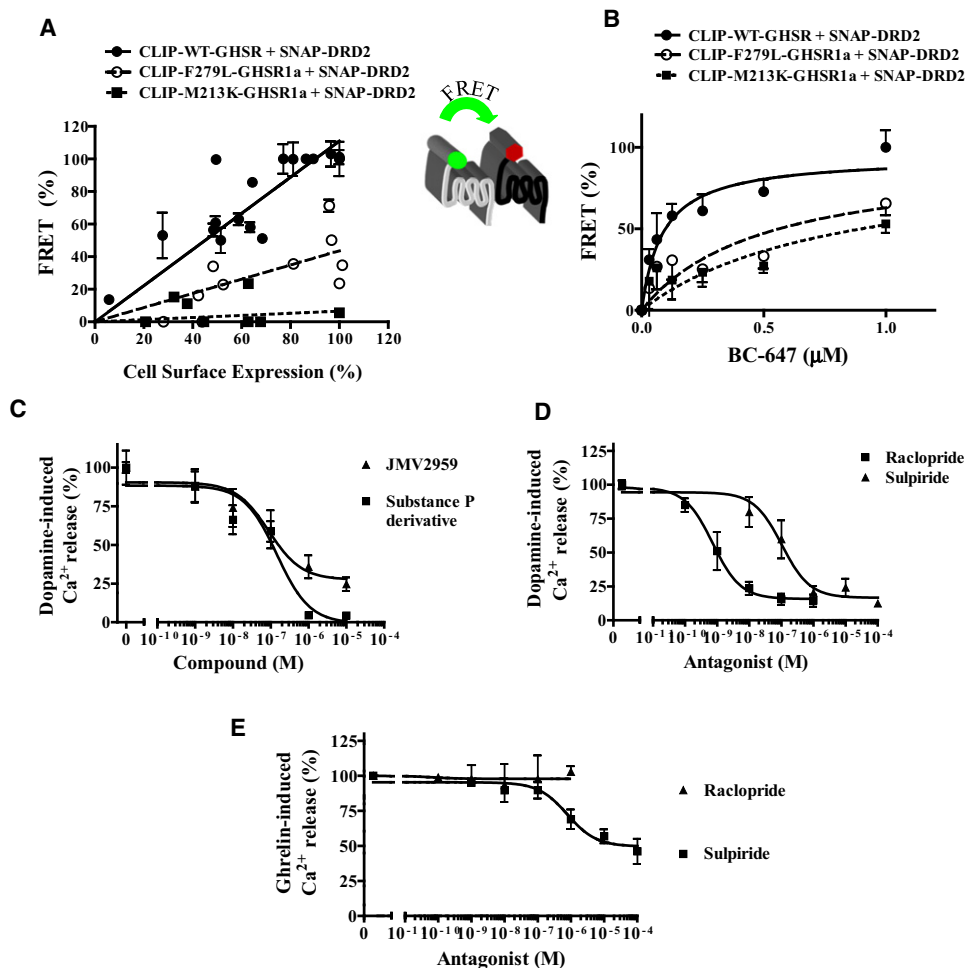 A
CLIP-WT-GHSR + SNAP-DRD2
CLIP-F279L-GHSR1a + SNAP-DRD2
CLIP-M213K-GHSR1a + SNAP-DRD2
FRET (%)
120
100
80
60
40
20
0
0 20 40 60 80 100 120
Cell Surface Expression (%)
FRET
B
CLIP-WT-GHSR + SNAP-DRD2
CLIP-F279L-GHSR1a + SNAP-DRD2
CLIP-M213K-GHSR1a + SNAP-DRD2
FRET (%)
100
50
0
0.0 0.5 1.0
BC-647 (μM)
C
Dopamine-induced
Ca2+ release (%)
100
75
50
25
0
0 10-10 10-9 10-8 10-7 10-6 10-5 10-4
Compound (M)
JMV2959
Substance P
derivative
D
Dopamine-induced
Ca2+ release (%)
125
100
75
50
25
0
0 10-11 10-10 10-9 10-8 10-7 10-6 10-5 10-4
Antagonist (M)
Raclopride
Sulpiride
E
Ghrelin-induced
Ca2+ release (%)
125
100
75
50
25
0
0 10-11 10-10 10-9 10-8 10-7 10-6 10-5 10-4
Antagonist (M)
Raclopride
Sulpiride